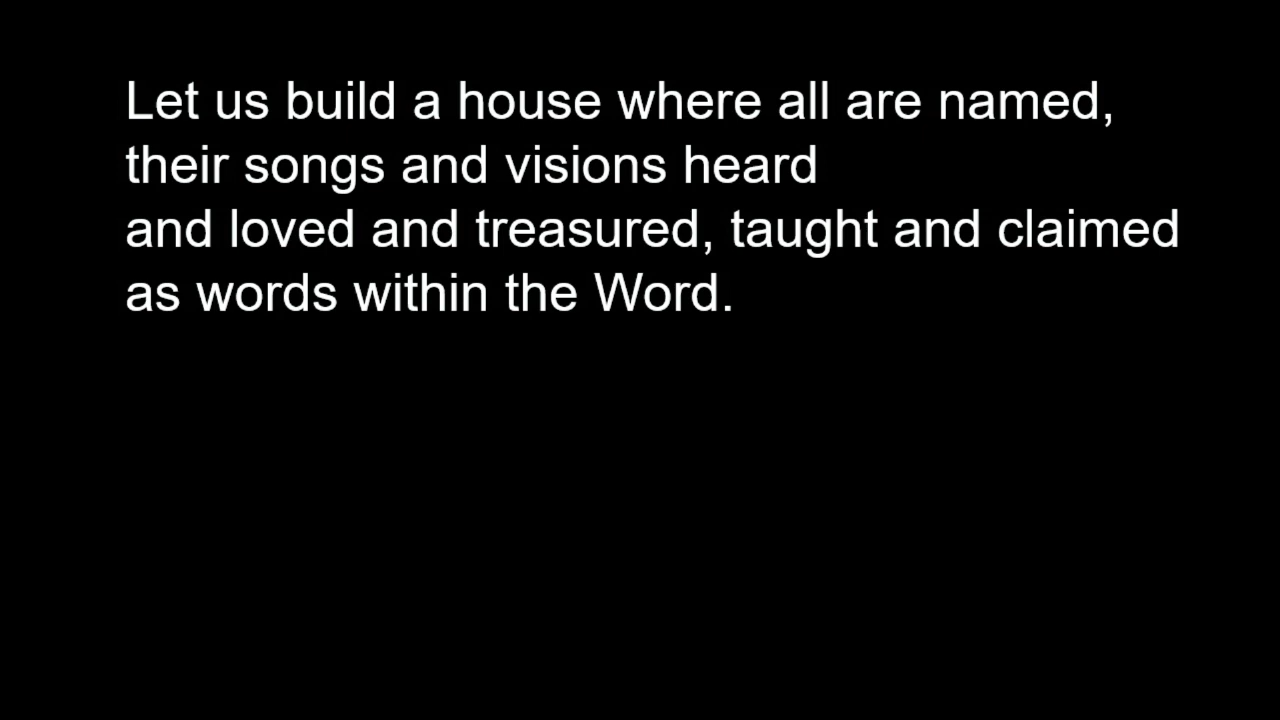 Let us build a house where all are named,
their songs and visions heard
and loved and treasured, taught and claimed
as words within the Word.